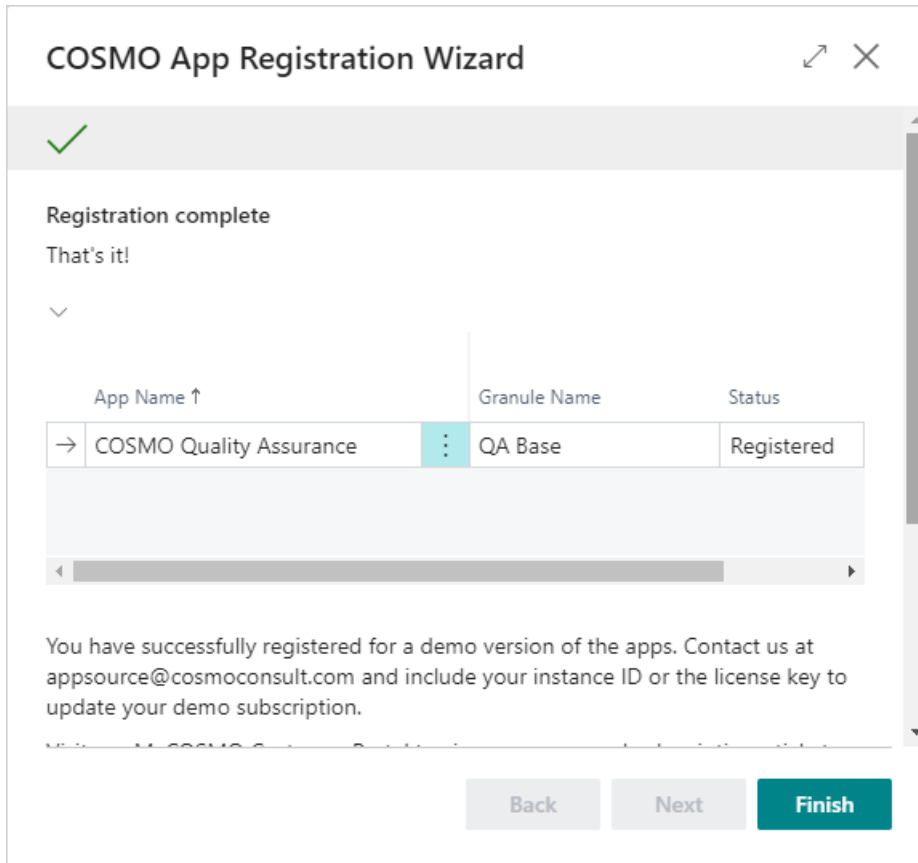 COSMO App Registration Wizard
Registration complete
That's it!
App Name ↑ Granule Name Status
→ COSMO Quality Assurance ⋮ QA Base Registered
You have successfully registered for a demo version of the apps. Contact us at
appsource@cosmoconsult.com and include your instance ID or the license key to
update your demo subscription.
Back Next Finish